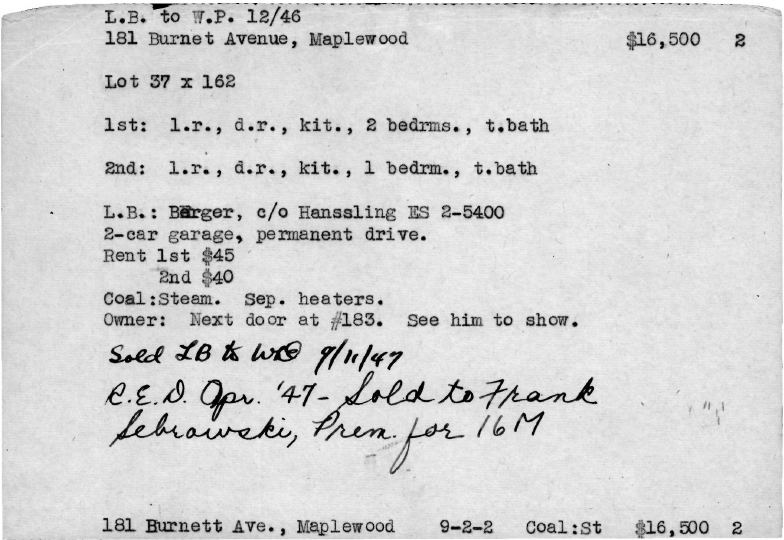 L.B. to W.P. 12/46
181 Burnet Avenue, Maplewood $16,500 2
Lot 37 x 162
1st: l.r., d.r., kit., 2 bedrms., t.bath
2nd: l.r., d.r., kit., 1 bedrm., t.bath
L.B.: Berger, c/o Hanssling ES 2-5400
2-car garage, permanent drive.
Rent 1st $45
2nd $40
Coal:Steam. Sep. heaters.
Owner: Next door at #183. See him to show.
Sold LB to 9/11/47
R.E.D. Apr. '47- Sold to Frank
Sebrowski, Prem. for 16M
181 Burnett Ave., Maplewood 9-2-2 Coal:St $16,500 2